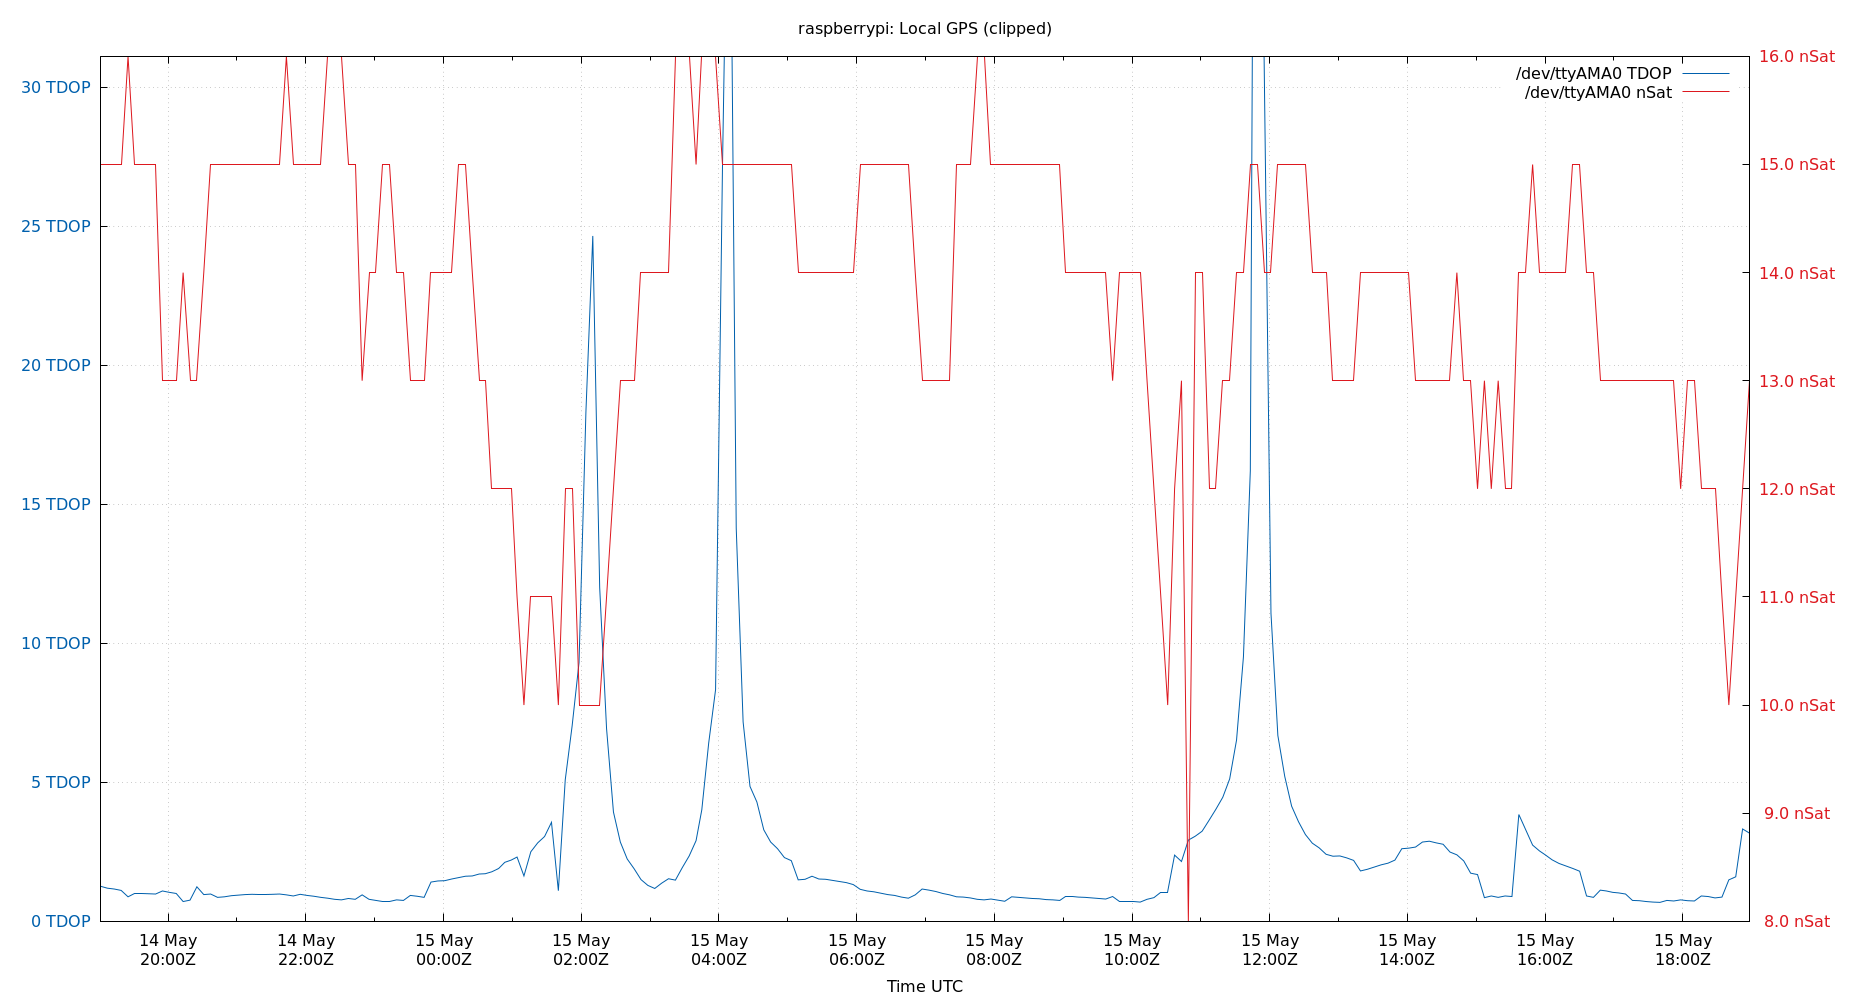 raspberrypi: Local GPS (clipped)
/dev/ttyAMA0 TDOP
/dev/ttyAMA0 nSat
30 TDOP
25 TDOP
20 TDOP
15 TDOP
10 TDOP
5 TDOP
0 TDOP
16.0 nSat
15.0 nSat
14.0 nSat
13.0 nSat
12.0 nSat
11.0 nSat
10.0 nSat
9.0 nSat
8.0 nSat
14 May
20:00Z
14 May
22:00Z
15 May
00:00Z
15 May
02:00Z
15 May
04:00Z
15 May
06:00Z
15 May
08:00Z
15 May
10:00Z
15 May
12:00Z
15 May
14:00Z
15 May
16:00Z
15 May
18:00Z
Time UTC